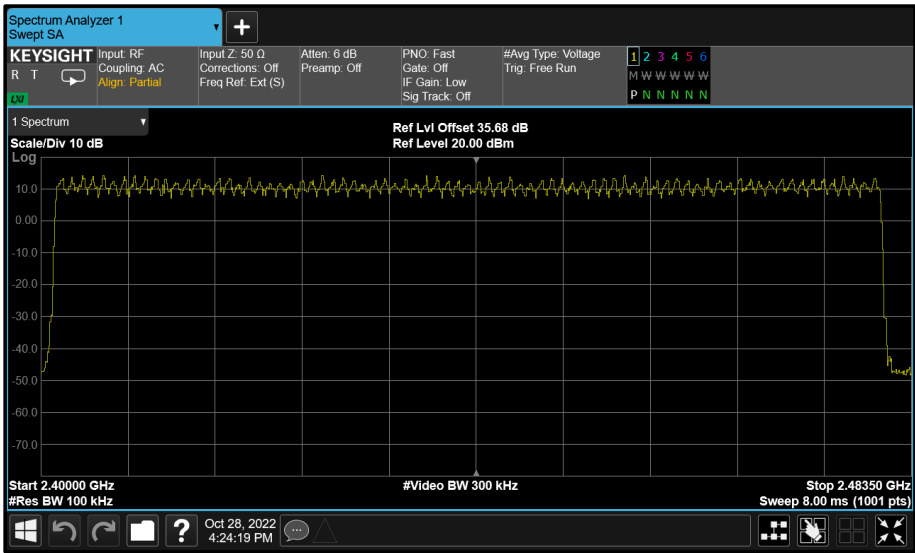 Spectrum Analyzer 1
Swept SA
+
KEYSIGHT Input: RF Input Z: 50 Ω Atten: 6 dB PNO: Fast #Avg Type: Voltage 1 2 3 4 5 6
R T Coupling: AC Corrections: Off Preamp: Off Gate: Off Trig: Free Run M W W W W W
Align: Partial Freq Ref: Ext (S) IF Gain: Low P N N N N N
LXI Sig Track: Off
1 Spectrum
Ref Lvl Offset 35.68 dB
Scale/Div 10 dB Ref Level 20.00 dBm
Log
10.0
0.00
-10.0
-20.0
-30.0
-40.0
-50.0
-60.0
-70.0
Start 2.40000 GHz #Video BW 300 kHz Stop 2.48350 GHz
#Res BW 100 kHz Sweep 8.00 ms (1001 pts)
? Oct 28, 2022
4:24:19 PM